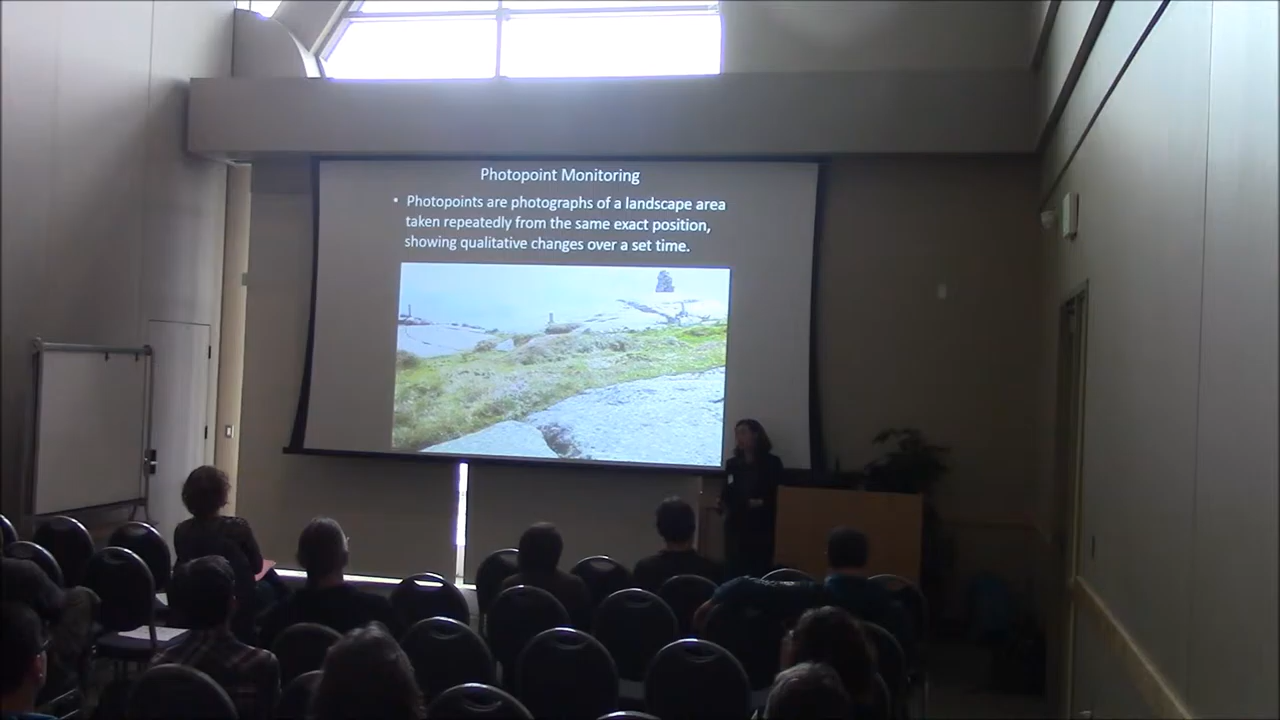 Photopoint Monitoring
• Photopoints are photographs of a landscape area
taken repeatedly from the same exact position,
showing qualitative changes over a set time.